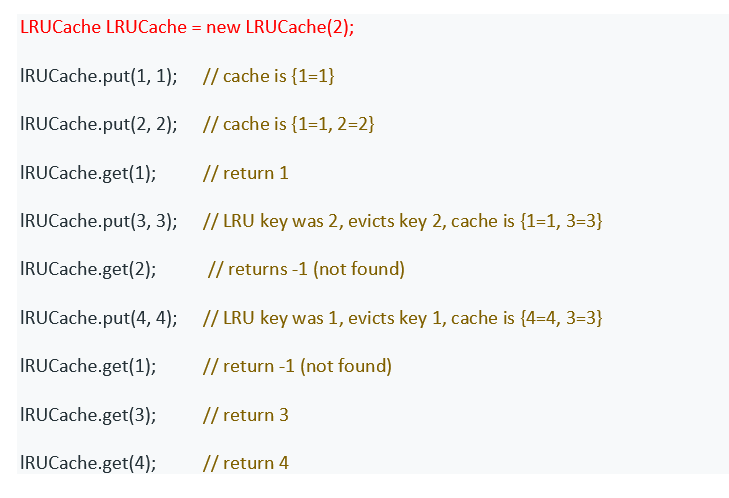 LRUCache LRUCache = new LRUCache(2);
lRUCache.put(1, 1); // cache is {1=1}
lRUCache.put(2, 2); // cache is {1=1, 2=2}
lRUCache.get(1); // return 1
lRUCache.put(3, 3); // LRU key was 2, evicts key 2, cache is {1=1, 3=3}
lRUCache.get(2); // returns -1 (not found)
lRUCache.put(4, 4); // LRU key was 1, evicts key 1, cache is {4=4, 3=3}
lRUCache.get(1); // return -1 (not found)
lRUCache.get(3); // return 3
lRUCache.get(4); // return 4